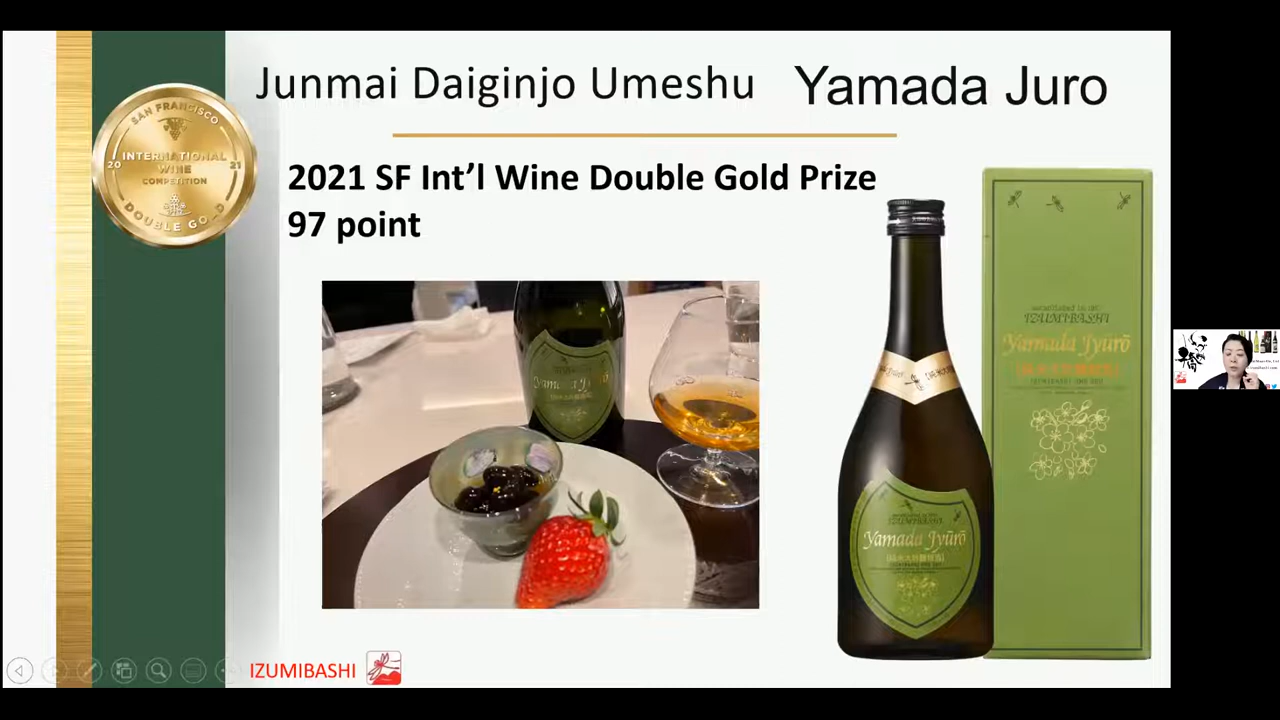 Junmai Daiginjo Umeshu Yamada Juro
SAN FRANCISCO
20 21
INTERNATIONAL
WINE
COMPETITION
DOUBLE GOLD
2021 SF Int’l Wine Double Gold Prize
97 point
IZUMIBASHI
Yamada Jyūrō
Yamada Jyūrō
IZUMIBASHI
Yamada Jyūrō
IZUMIBASHI